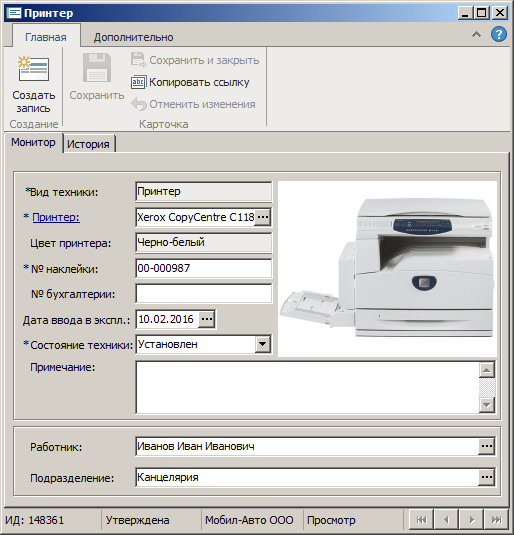 Принтер
Главная
Дополнительно
Создать запись
Создание
Сохранить
Сохранить и закрыть
Копировать ссылку
Отменить изменения
Карточка
Монитор
История
*Вид техники: Принтер
* Принтер: Xerox CopyCentre C118
Цвет принтера: Черно-белый
*№ наклейки: 00-000987
№ бухгалтерии:
Дата ввода в экспл.: 10.02.2016
*Состояние техники: Установлен
Примечание:
Работник: Иванов Иван Иванович
Подразделение: Канцелярия
ИД: 148361
Утверждена
Мобил-Авто ООО
Просмотр